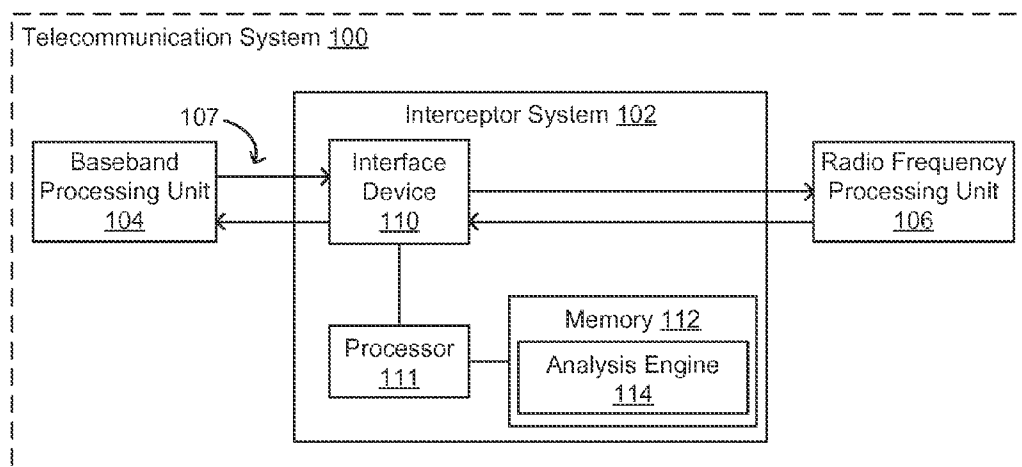 Telecommunication System 100
Interceptor System 102
107
Baseband
Processing Unit
104
Interface
Device
110
Radio Frequency
Processing Unit
106
Processor
111
Memory 112
Analysis Engine
114